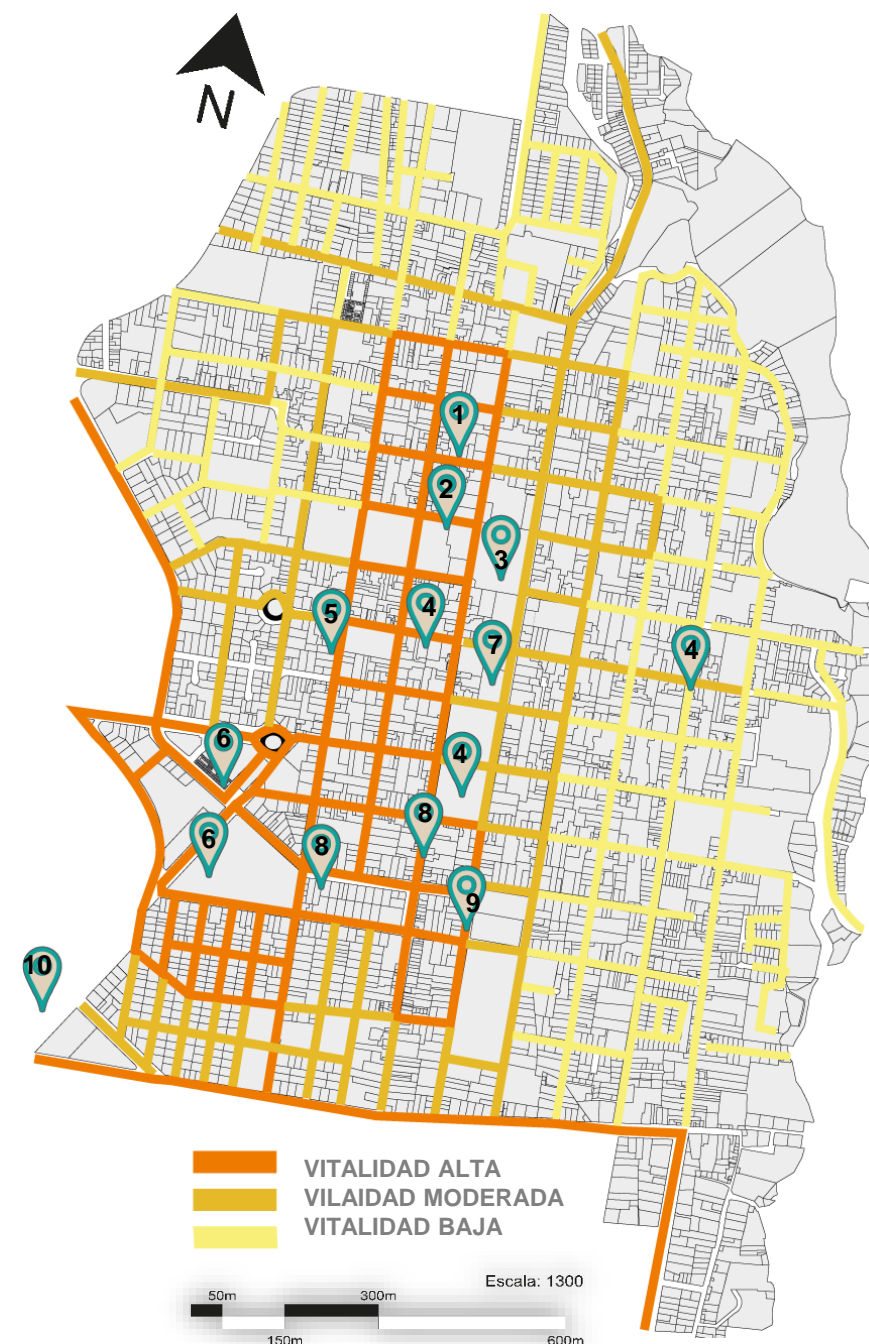 N
1
2
3
4
5
7
4
6
4
8
6
8
9
10
VITALIDAD ALTA
VILAIDAD MODERADA
VITALIDAD BAJA
Escala: 1300
50m
300m
150m
600m